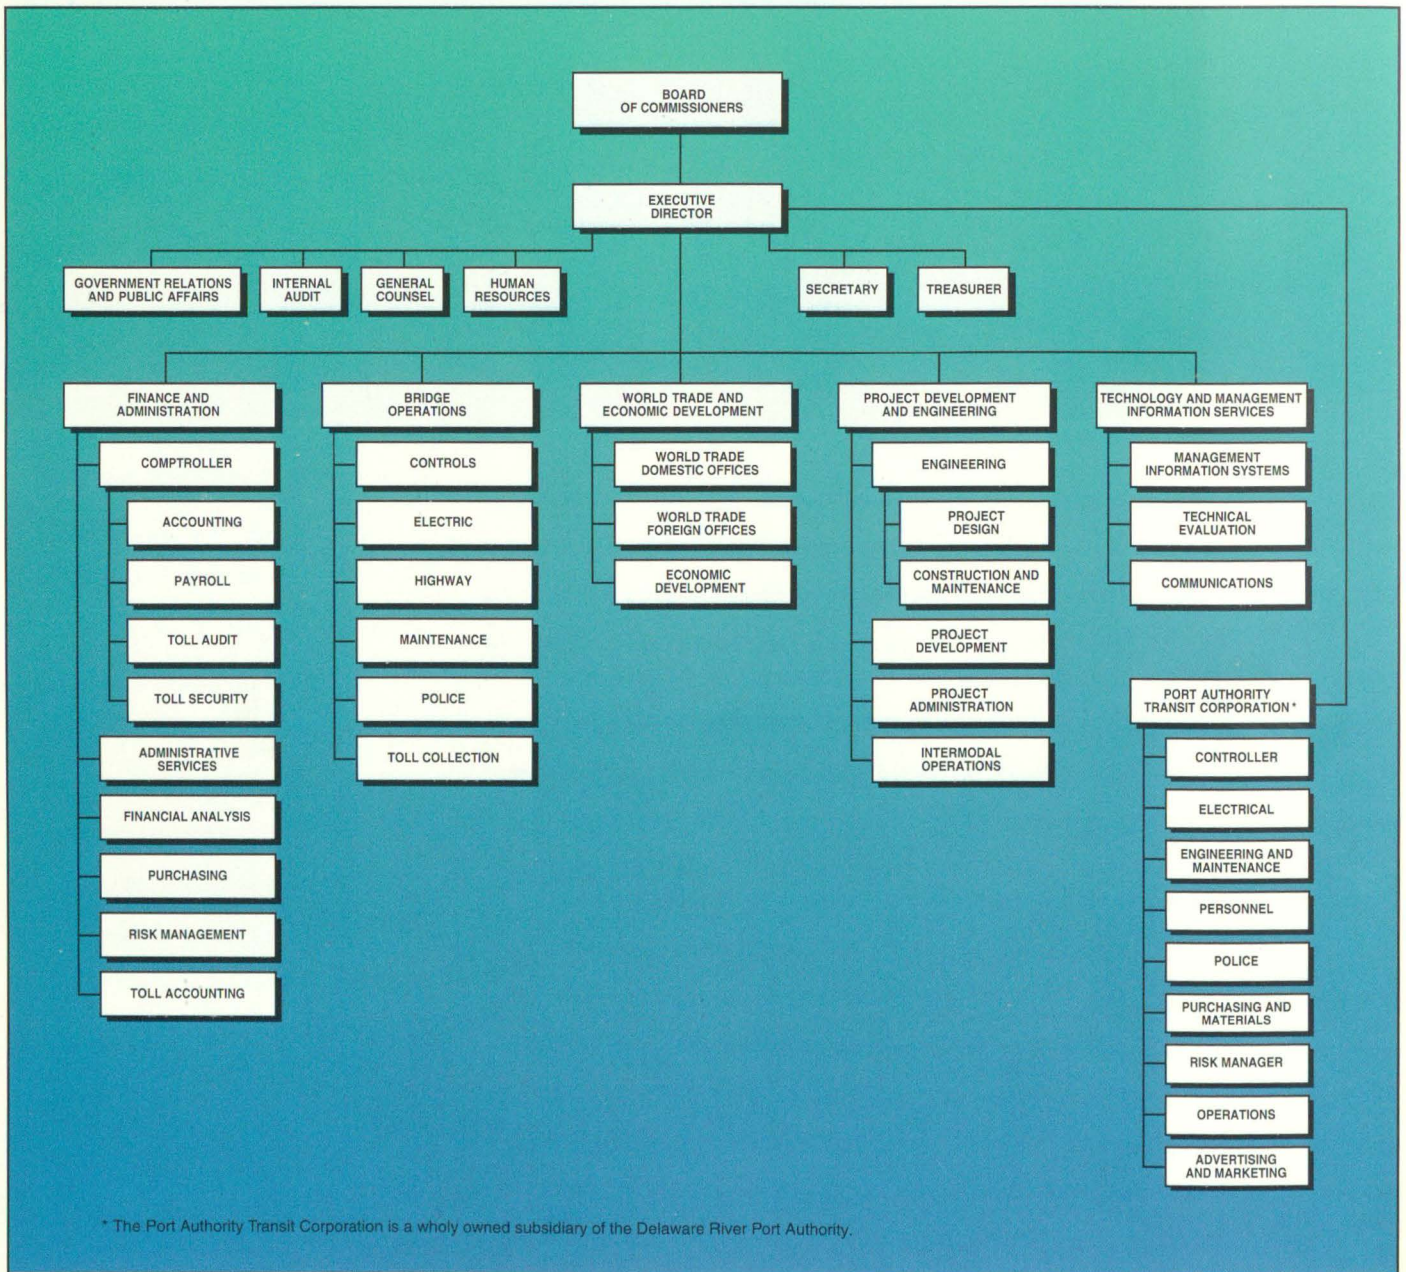 BOARD
OF COMMISSIONERS
EXECUTIVE
DIRECTOR
GOVERNMENT RELATIONS
AND PUBLIC AFFAIRS
INTERNAL
AUDIT
GENERAL
COUNSEL
HUMAN
RESOURCES
SECRETARY
TREASURER
FINANCE AND
ADMINISTRATION
COMPTROLLER
ACCOUNTING
PAYROLL
TOLL AUDIT
TOLL SECURITY
ADMINISTRATIVE
SERVICES
FINANCIAL ANALYSIS
PURCHASING
RISK MANAGEMENT
TOLL ACCOUNTING
BRIDGE
OPERATIONS
CONTROLS
ELECTRIC
HIGHWAY
MAINTENANCE
POLICE
TOLL COLLECTION
WORLD TRADE AND
ECONOMIC DEVELOPMENT
WORLD TRADE
DOMESTIC OFFICES
WORLD TRADE
FOREIGN OFFICES
ECONOMIC
DEVELOPMENT
PROJECT DEVELOPMENT
AND ENGINEERING
ENGINEERING
PROJECT
DESIGN
CONSTRUCTION AND
MAINTENANCE
PROJECT
DEVELOPMENT
PROJECT
ADMINISTRATION
INTERMODAL
OPERATIONS
TECHNOLOGY AND MANAGEMENT
INFORMATION SERVICES
MANAGEMENT
INFORMATION SYSTEMS
TECHNICAL
EVALUATION
COMMUNICATIONS
PORT AUTHORITY
TRANSIT CORPORATION*
CONTROLLER
ELECTRICAL
ENGINEERING AND
MAINTENANCE
PERSONNEL
POLICE
PURCHASING AND
MATERIALS
RISK MANAGER
OPERATIONS
ADVERTISING
AND MARKETING
* The Port Authority Transit Corporation is a wholy owned subsidiary of the Delaware River Port Authority.